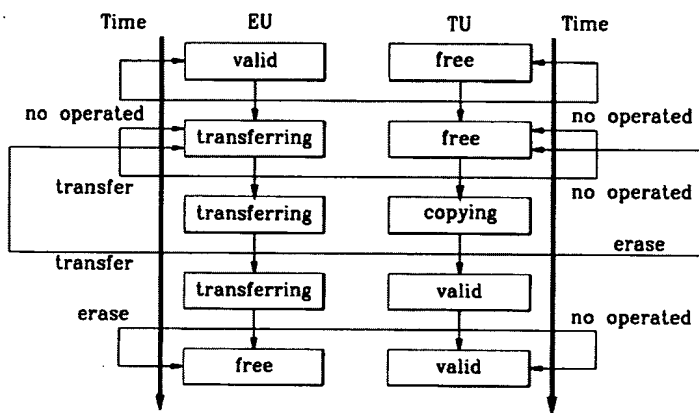 Time EU TU Time
valid free
no operated no operated
transferring free
transfer no operated
transferring copying
transfer erase
transferring valid
erase no operated
free valid